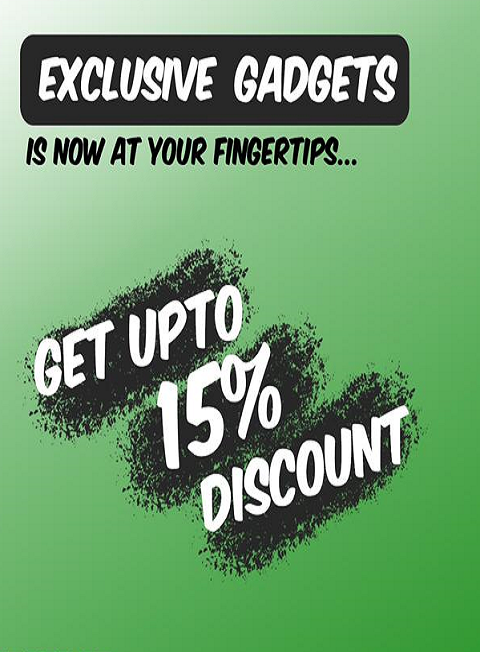 EXCLUSIVE GADGETS
IS NOW AT YOUR FINGERTIPS...
GET UPTO
15%
DISCOUNT